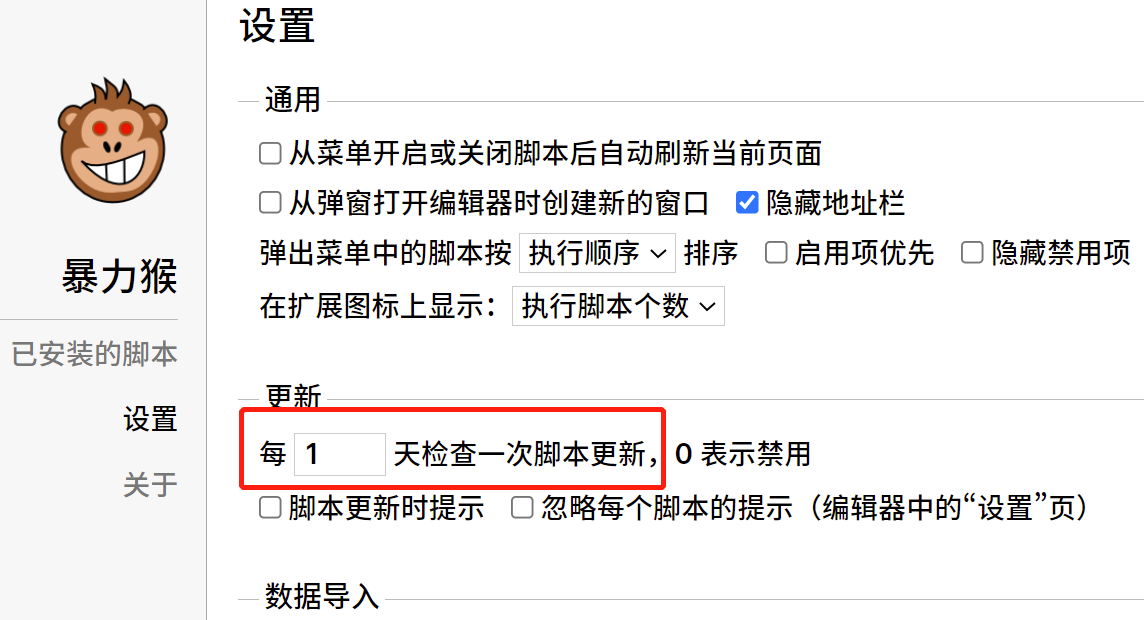 设置
通用
从菜单开启或关闭脚本后自动刷新当前页面
从弹窗打开编辑器时创建新的窗口 隐藏地址栏
弹出菜单中的脚本按 执行顺序 排序 启用项优先 隐藏禁用项
在扩展图标上显示： 执行脚本个数
更新
每 1 天检查一次脚本更新，0 表示禁用
脚本更新时提示 忽略每个脚本的提示（编辑器中的“设置”页）
数据导入
暴力猴
已安装的脚本
设置
关于